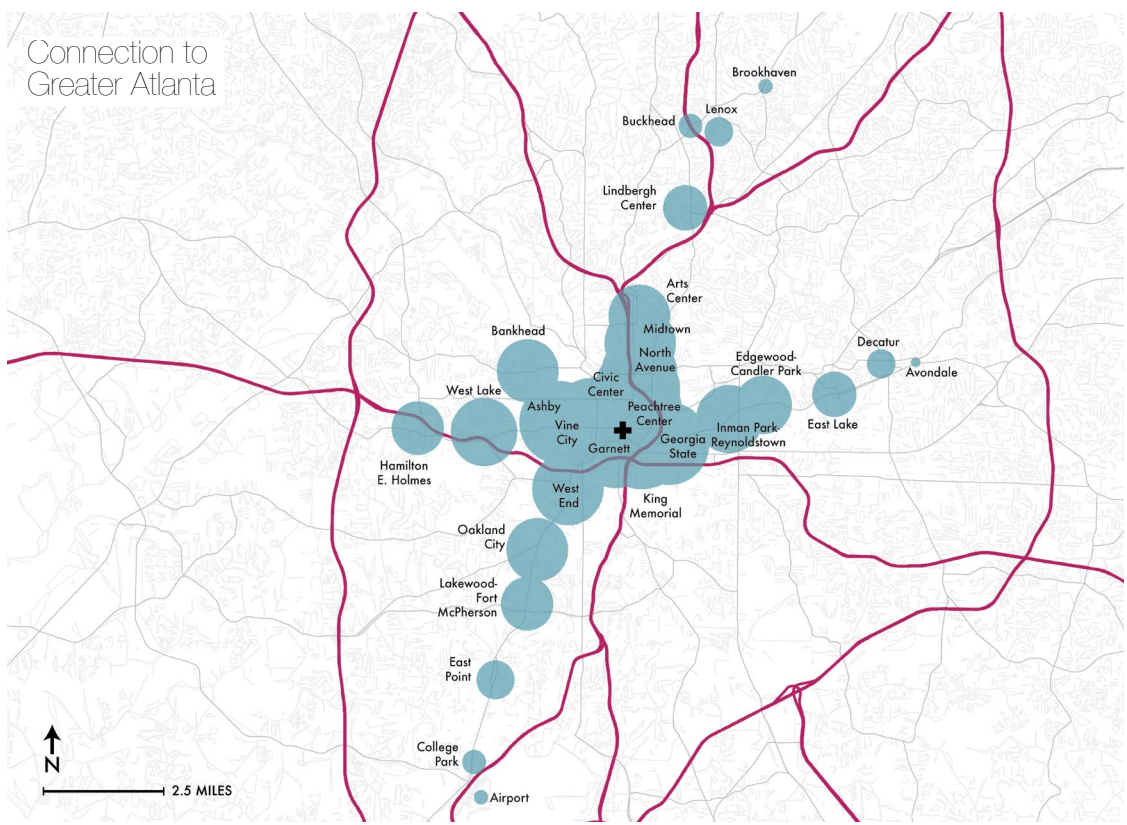 Connection to
Greater Atlanta
Brookhaven
Buckhead
Lenox
Lindbergh
Center
Arts
Center
Midtown
North
Avenue
Bankhead
Civic
Center
Edgewood-
Candler Park
Decatur
Avondale
West Lake
Ashby
Vine
City
Peachtree
Center
Garnett
Georgia
State
Inman Park-
Reynoldstown
East Lake
Hamilton
E. Holmes
West
End
King
Memorial
Oakland
City
Lakewood-
Fort
McPherson
East
Point
College
Park
Airport
N
2.5 MILES